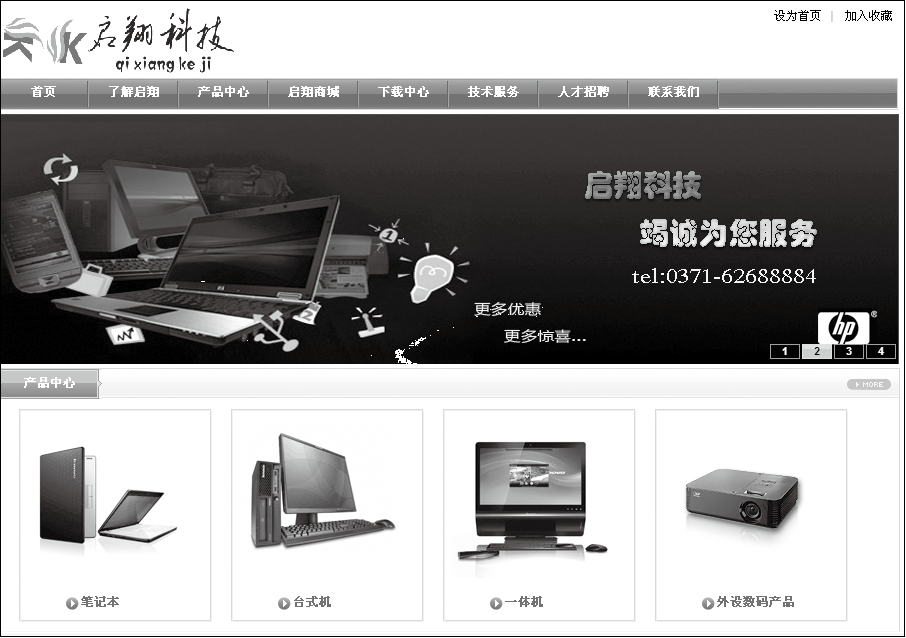 设为首页 | 加入收藏
启翔科技
qi xiang ke ji
首页 了解启翔 产品中心 启翔商城 下载中心 技术服务 人才招聘 联系我们
启翔科技
竭诚为您服务
tel:0371-62688884
更多优惠
更多惊喜...
hp®
1 2 3 4
产品中心
MORE
笔记本 台式机 一体机 外设数码产品